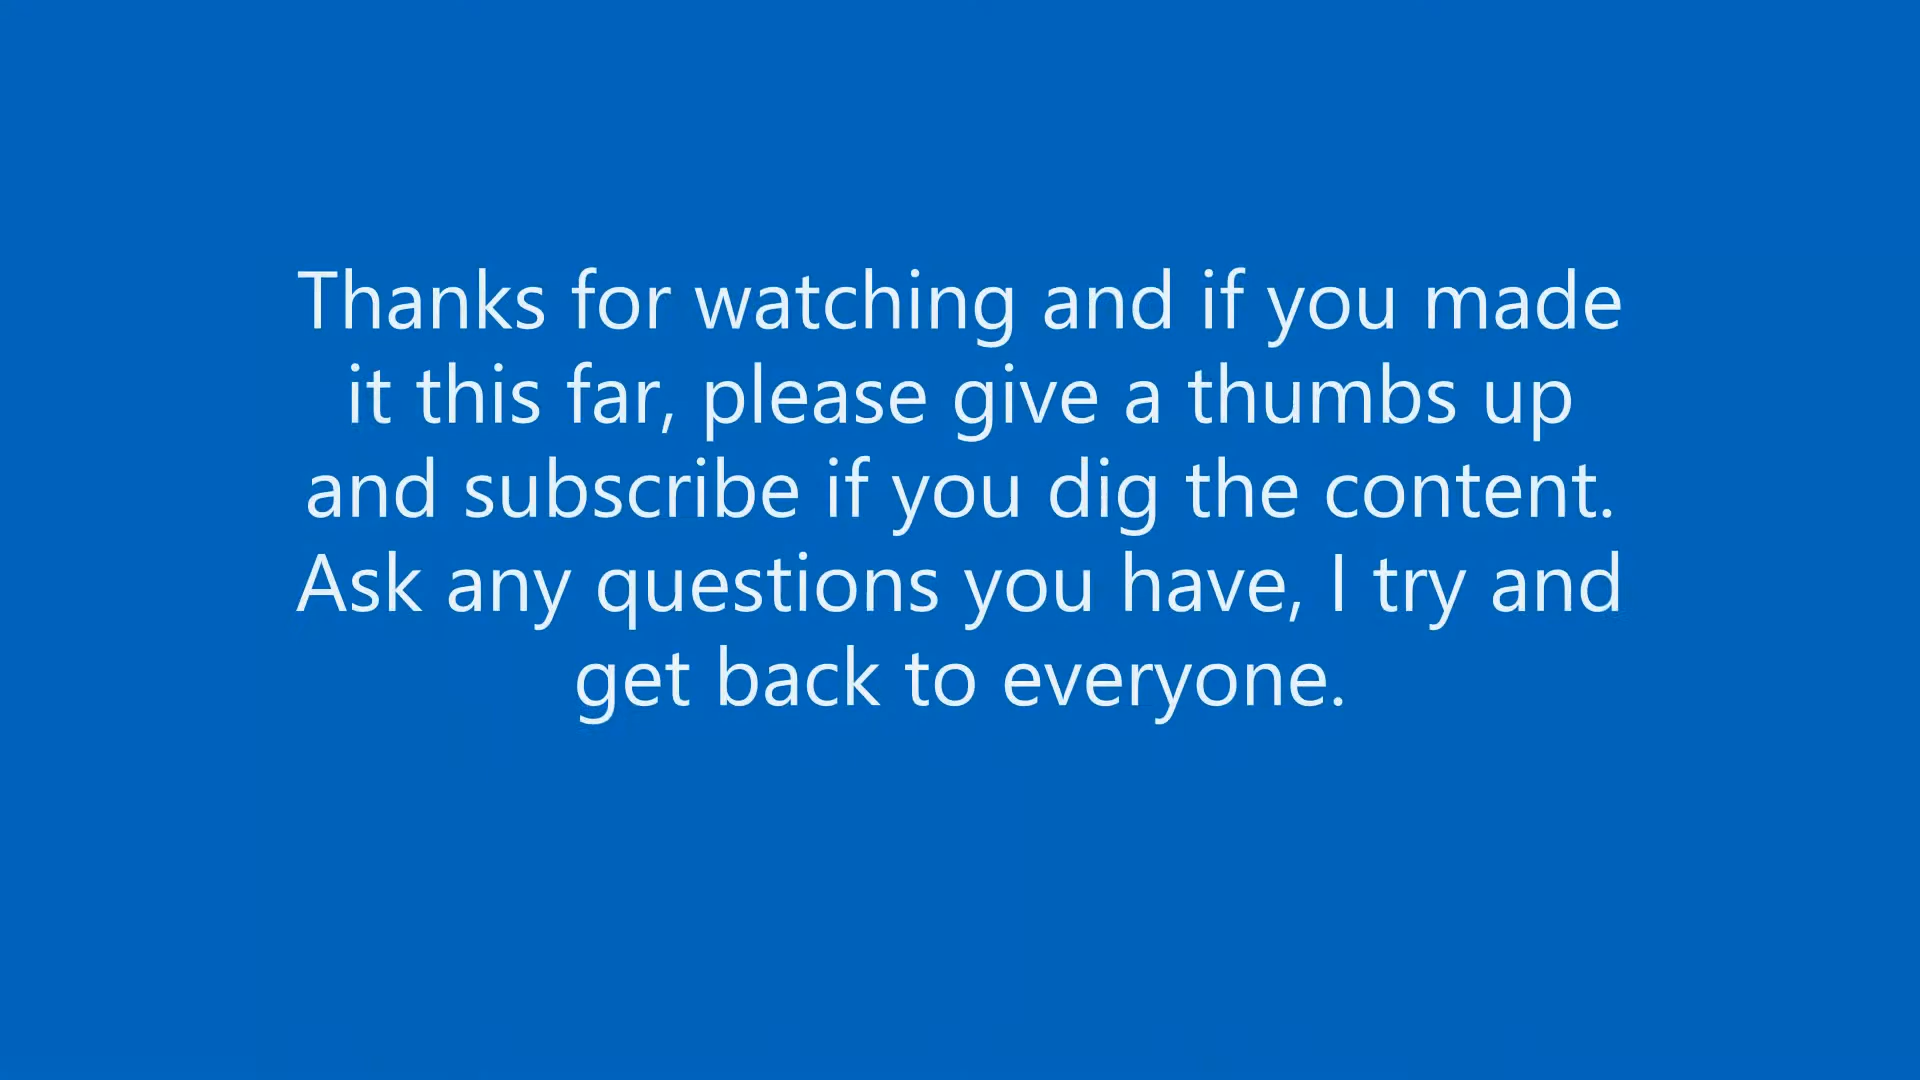 Thanks for watching and if you made
it this far, please give a thumbs up
and subscribe if you dig the content.
Ask any questions you have, I try and
get back to everyone.